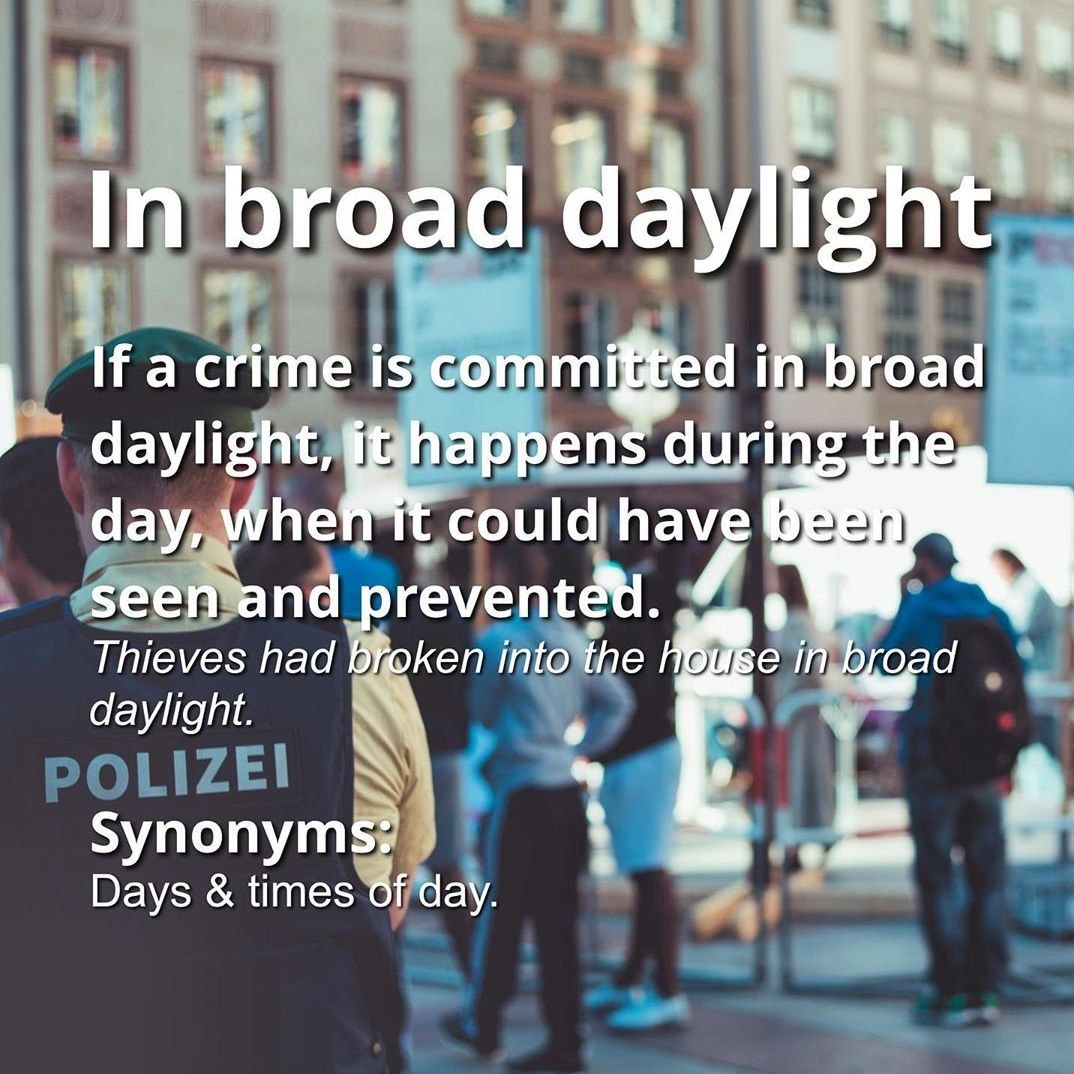 In broad daylight
If a crime is committed in broad
daylight, it happens during the
day, when it could have been
seen and prevented.
Thieves had broken into the house in broad
daylight.
POLIZEI
Synonyms:
Days & times of day.